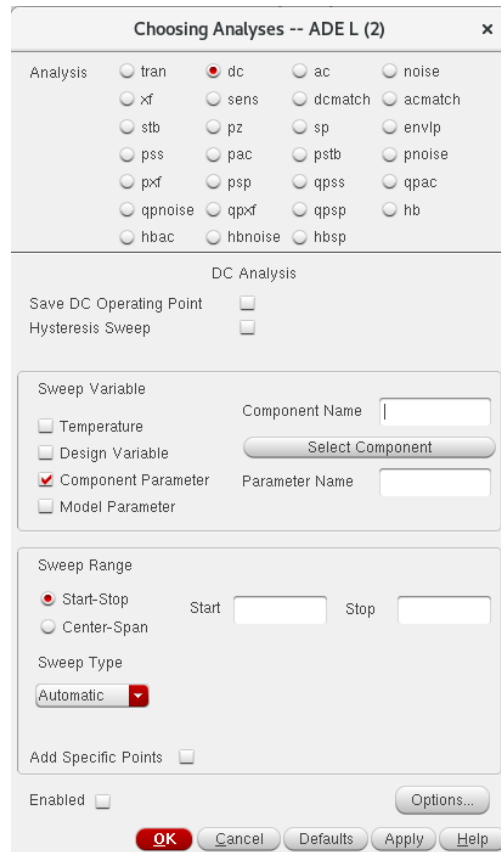 Choosing Analyses -- ADE L (2) ×
Analysis tran dc ac noise
xf sens dcmatch acmatch
stb pz sp envlp
pss pac pstb pnoise
pxf psp qpss qpac
qpnoise qpxf qpsp hb
hbac hbnoise hbsp
DC Analysis
Save DC Operating Point
Hysteresis Sweep
Sweep Variable
Component Name
Temperature
Design Variable Select Component
Component Parameter Parameter Name
Model Parameter
Sweep Range
Start-Stop Start Stop
Center-Span
Sweep Type
Automatic
Add Specific Points
Enabled Options...
OK Cancel Defaults Apply Help